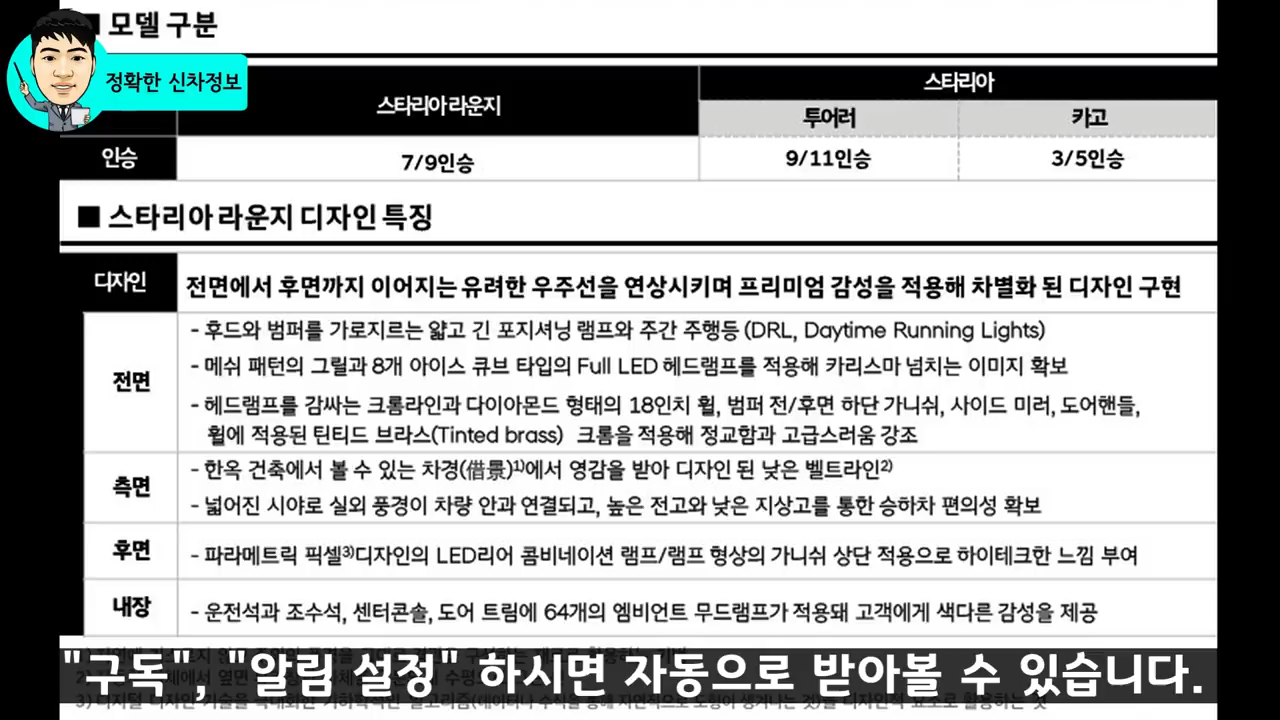 ■ 모델 구분
정확한 신차정보
스타리아 라운지
스타리아
투어러
카고
인승
7/9인승
9/11인승
3/5인승
■ 스타리아 라운지 디자인 특징
디자인
전면에서 후면까지 이어지는 유려한 우주선을 연상시키며 프리미엄 감성을 적용해 차별화 된 디자인 구현
전면
- 후드와 범퍼를 가로지르는 얇고 긴 포지셔닝 램프와 주간 주행등 (DRL, Daytime Running Lights)
- 메쉬 패턴의 그릴과 8개 아이스 큐브 타입의 Full LED 헤드램프를 적용해 카리스마 넘치는 이미지 확보
- 헤드램프를 감싸는 크롬라인과 다이아몬드 형태의 18인치 휠, 범퍼 전/후면 하단 가니쉬, 사이드 미러, 도어핸들,
휠에 적용된 틴티드 브라스(Tinted brass) 크롬을 적용해 정교함과 고급스러움 강조
측면
- 한옥 건축에서 볼 수 있는 차경(借景)1)에서 영감을 받아 디자인 된 낮은 벨트라인2)
- 넓어진 시야로 실외 풍경이 차량 안과 연결되고, 높은 전고와 낮은 지상고를 통한 승하차 편의성 확보
후면
- 파라메트릭 픽셀3)디자인의 LED리어 콤비네이션 램프/램프 형상의 가니쉬 상단 적용으로 하이테크한 느낌 부여
내장
- 운전석과 조수석, 센터콘솔, 도어 트림에 64개의 엠비언트 무드램프가 적용돼 고객에게 색다른 감성을 제공
"구독", "알림 설정" 하시면 자동으로 받아볼 수 있습니다.